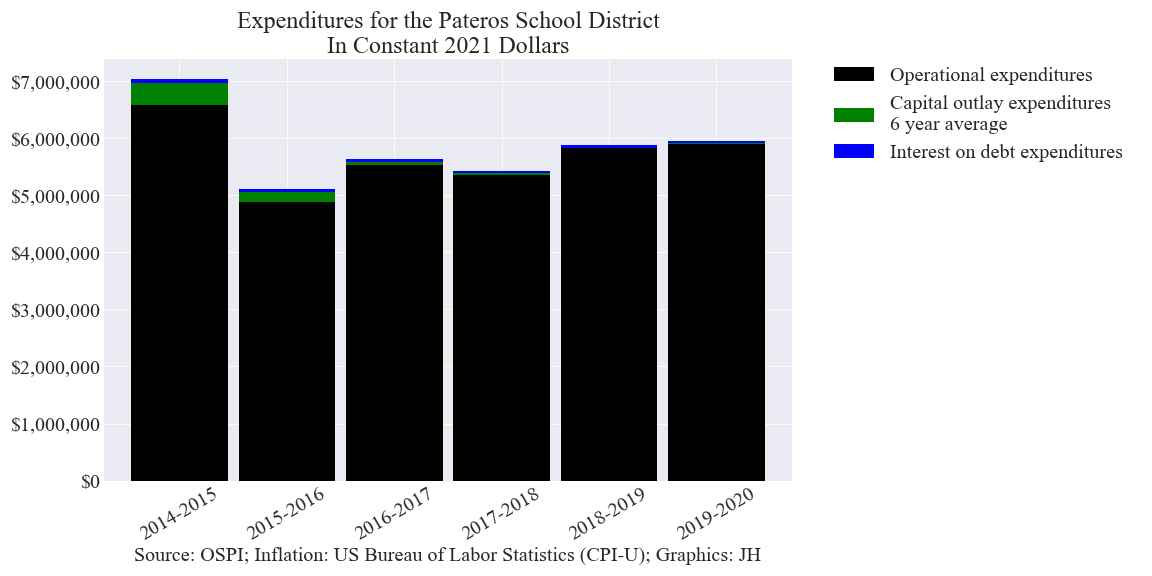 Expenditures for the Pateros School District
In Constant 2021 Dollars
$7,000,000
$6,000,000
$5,000,000
$4,000,000
$3,000,000
$2,000,000
$1,000,000
$0
Operational expenditures
Capital outlay expenditures
6 year average
Interest on debt expenditures
2014-2015
2015-2016
2016-2017
2017-2018
2018-2019
2019-2020
Source: OSPI; Inflation: US Bureau of Labor Statistics (CPI-U); Graphics: JH